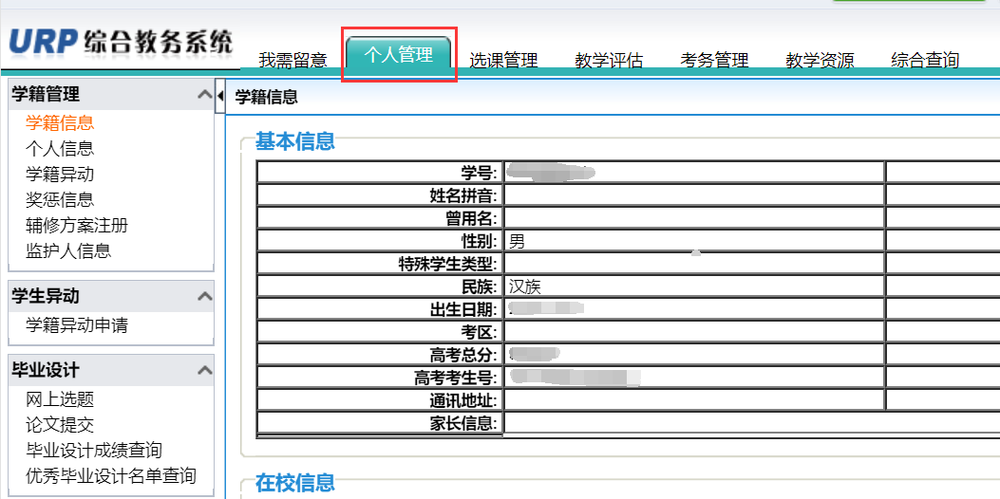 URP综合教务系统
我需留意 个人管理 选课管理 教学评估 考务管理 教学资源 综合查询
学籍管理
学籍信息
个人信息
学籍异动
奖惩信息
辅修方案注册
监护人信息
学生异动
学籍异动申请
毕业设计
网上选题
论文提交
毕业设计成绩查询
优秀毕业设计名单查询
学籍信息
基本信息
学号:
姓名拼音:
曾用名:
性别: 男
特殊学生类型:
民族: 汉族
出生日期:
考区:
高考总分:
高考考生号:
通讯地址:
家长信息:
在校信息